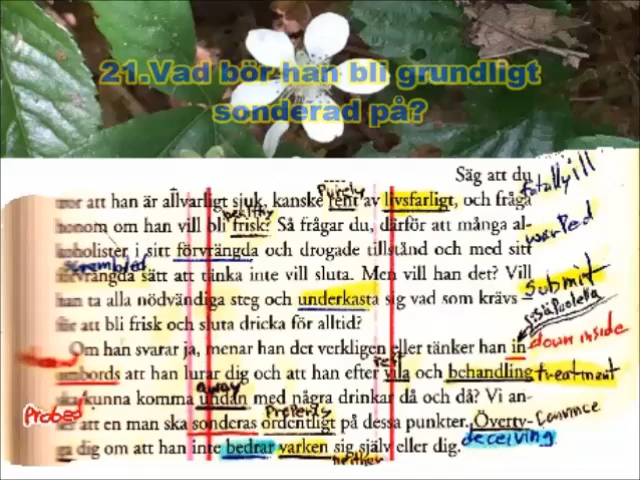 21.Vad bör han bli grundligt
sonderad på?
Säg att du
totally ill
Purely
tror att han är allvarligt sjuk, kanske rent av livsfarligt, och fråga
healthy
honom om han vill bli frisk? Så frågar du, därför att många al-
warped
koholister i sitt förvrängda och drogade tillstånd och med sitt
scrambled
förvrängda sätt att tänka inte vill sluta. Men vill han det? Vill
submit
han ta alla nödvändiga steg och underkasta sig vad som krävs
för att bli frisk och sluta dricka för alltid?
Om han svarar ja, menar han det verkligen eller tänker han in
down inside
rest
ombords att han lurar dig och att han efter vila och behandling
treatment
away
ska kunna komma undan med några drinkar då och då? Vi an-
Probed
Properly
ser att en man ska sonderas ordentligt på dessa punkter. Överty-
Convince
ga dig om att han inte bedrar varken sig själv eller dig.
deceiving
neither